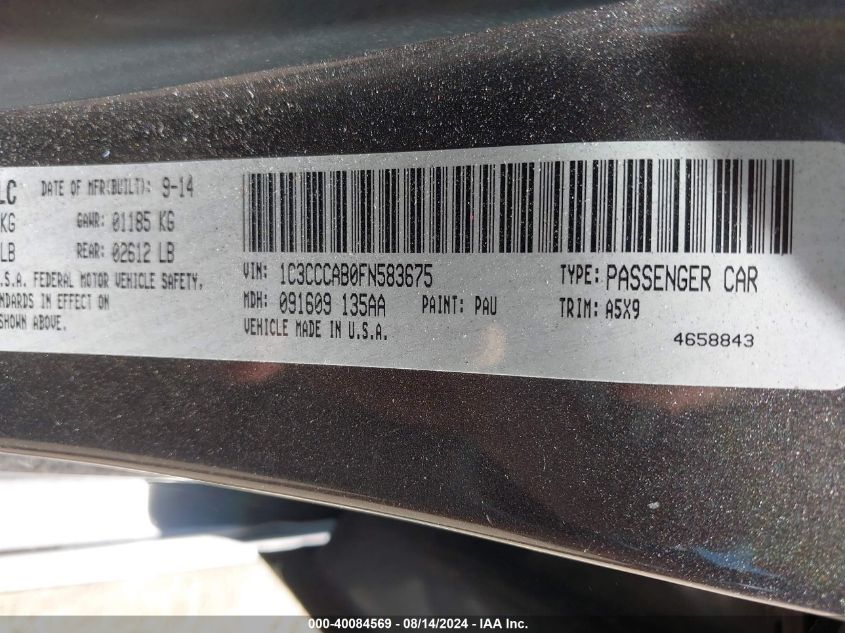 LC DATE OF MFR(BUILT): 9-14
KG GAWR: 01185 KG
LB REAR: 02612 LB
.S.A. FEDERAL MOTOR VEHICLE SAFETY,
NDARDS IN EFFECT ON
SHOWN ABOVE.
VIN: 1C3CCCAB0FN583675 TYPE: PASSENGER CAR
MDH: 091609 135AA PAINT: PAU TRIM: A5X9
VEHICLE MADE IN U.S.A.
4658843
000-40084569 - 08/14/2024 - IAA Inc.